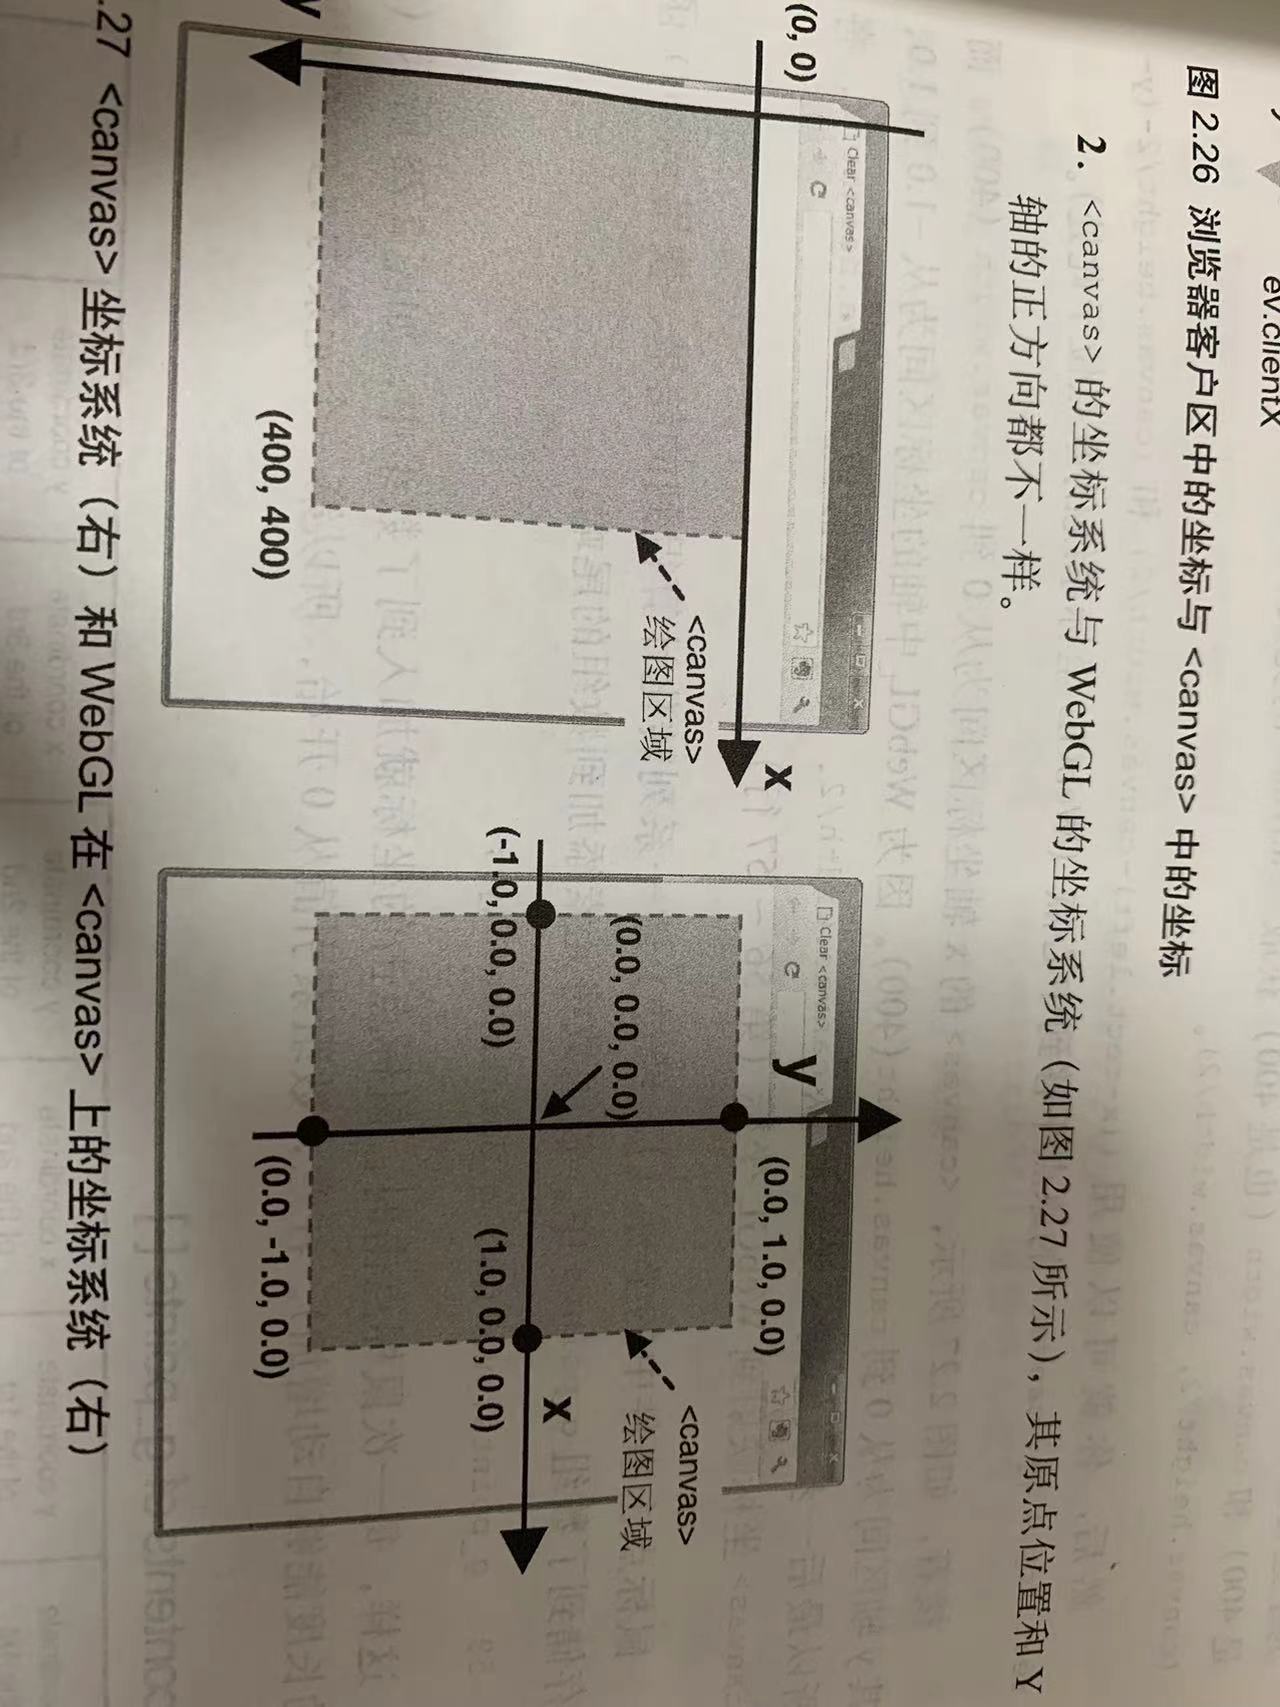 ev.clientX
图 2.26 浏览器客户区中的坐标与 <canvas> 中的坐标
2. <canvas> 的坐标系统与 WebGL 的坐标系统（如图 2.27 所示），其原点位置和 Y
轴的正方向都不一样。
(0, 0)
Clear <canvas>
x
<canvas>
绘图区域
(400, 400)
y
Clear <canvas>
y
(0.0, 1.0, 0.0)
<canvas>
绘图区域
(0.0, 0.0, 0.0)
x
(-1.0, 0.0, 0.0)
(1.0, 0.0, 0.0)
(0.0, -1.0, 0.0)
.27 <canvas> 坐标系统（右）和 WebGL 在 <canvas> 上的坐标系统（右）